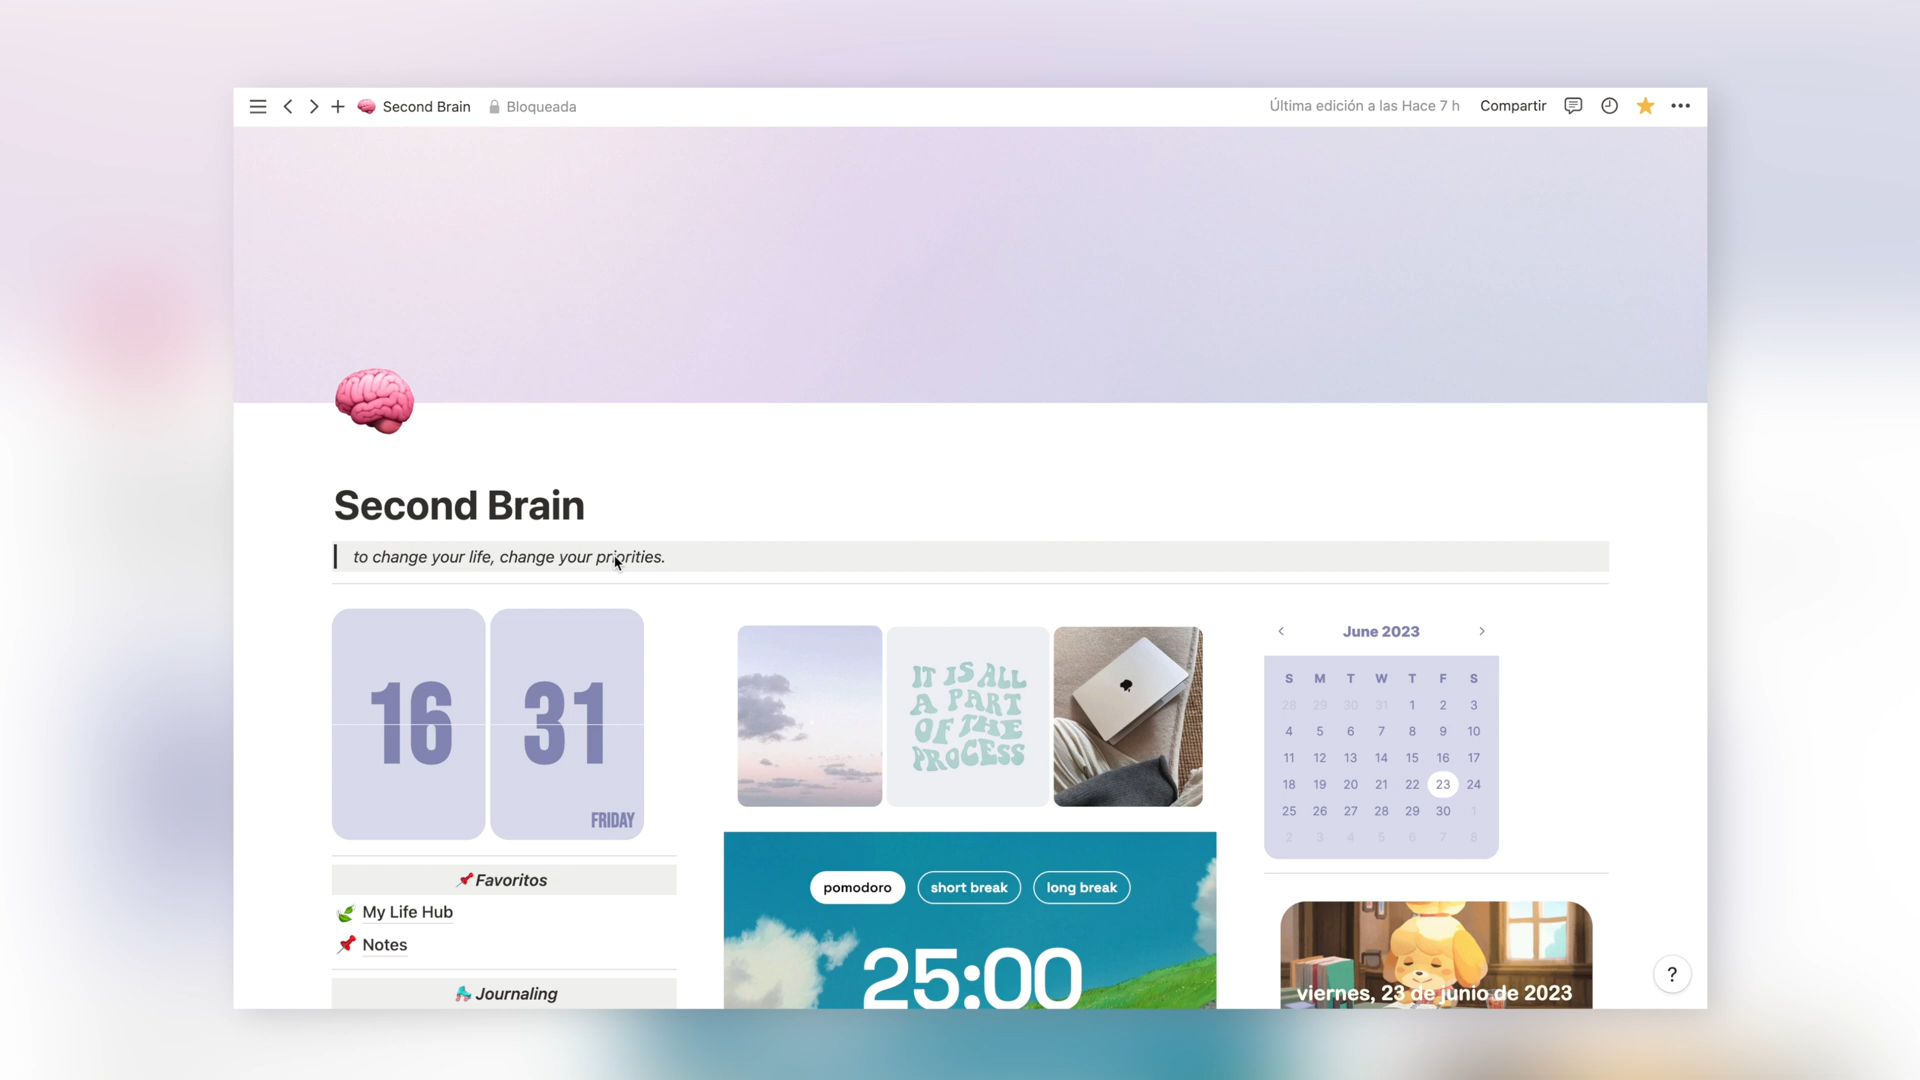 Second Brain
Bloqueada
Última edición a las Hace 7 h
Compartir
Second Brain
to change your life, change your priorities.
16
31
FRIDAY
IT IS ALL
A PART
OF THE
PROCESS
June 2023
S M T W T F S
28 29 30 31 1 2 3
4 5 6 7 8 9 10
11 12 13 14 15 16 17
18 19 20 21 22 23 24
25 26 27 28 29 30 1
2 3 4 5 6 7 8
Favoritos
My Life Hub
Notes
Journaling
pomodoro
short break
long break
25:00
viernes, 23 de junio de 2023
?